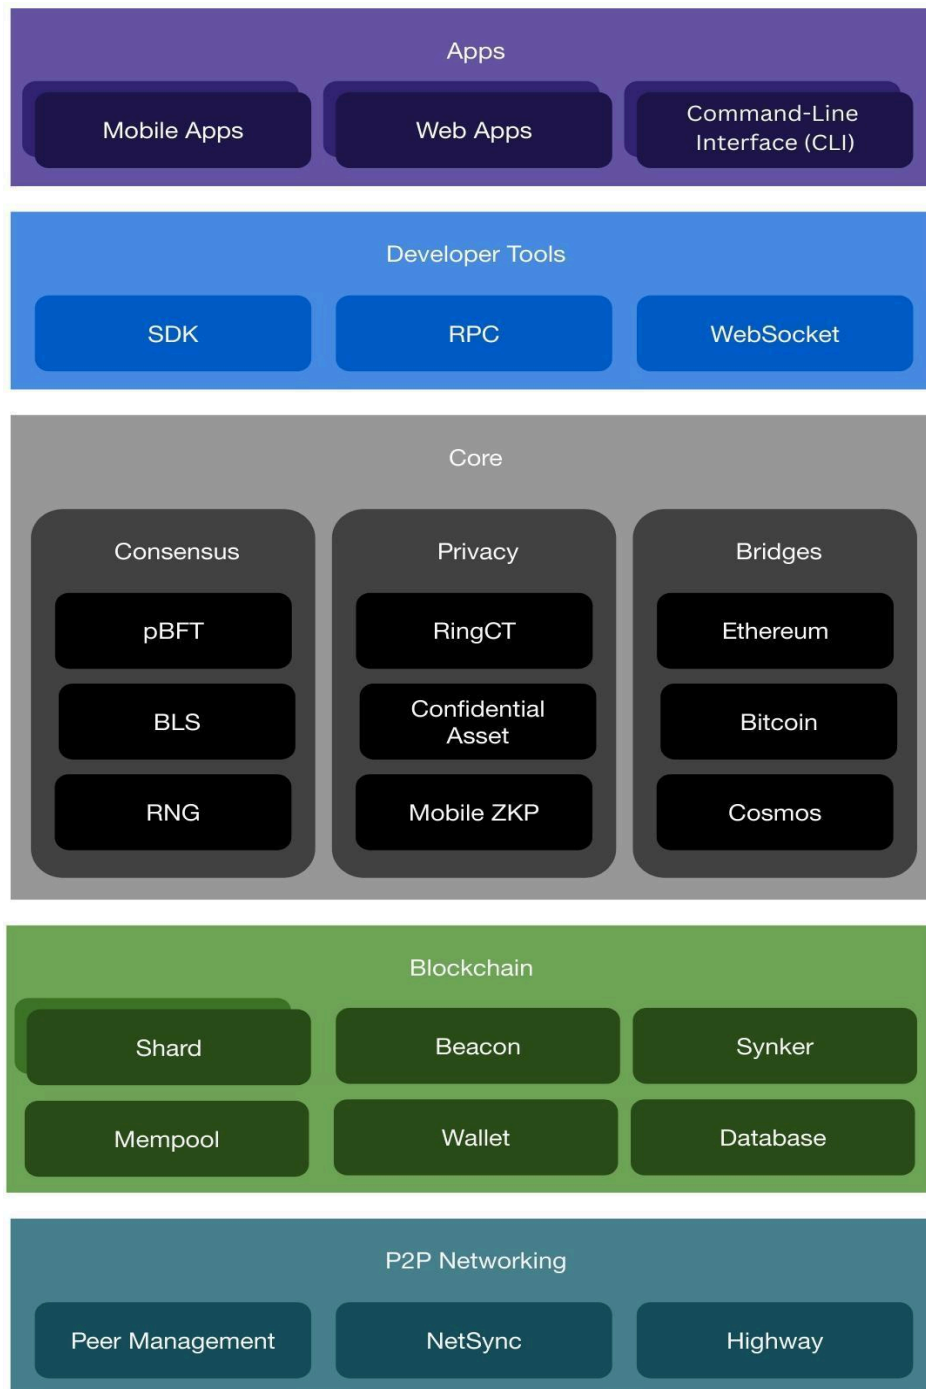 Apps
Mobile Apps
Web Apps
Command-Line
Interface (CLI)
Developer Tools
SDK
RPC
WebSocket
Core
Consensus
pBFT
BLS
RNG
Privacy
RingCT
Confidential
Asset
Mobile ZKP
Bridges
Ethereum
Bitcoin
Cosmos
Blockchain
Shard
Beacon
Synker
Mempool
Wallet
Database
P2P Networking
Peer Management
NetSync
Highway